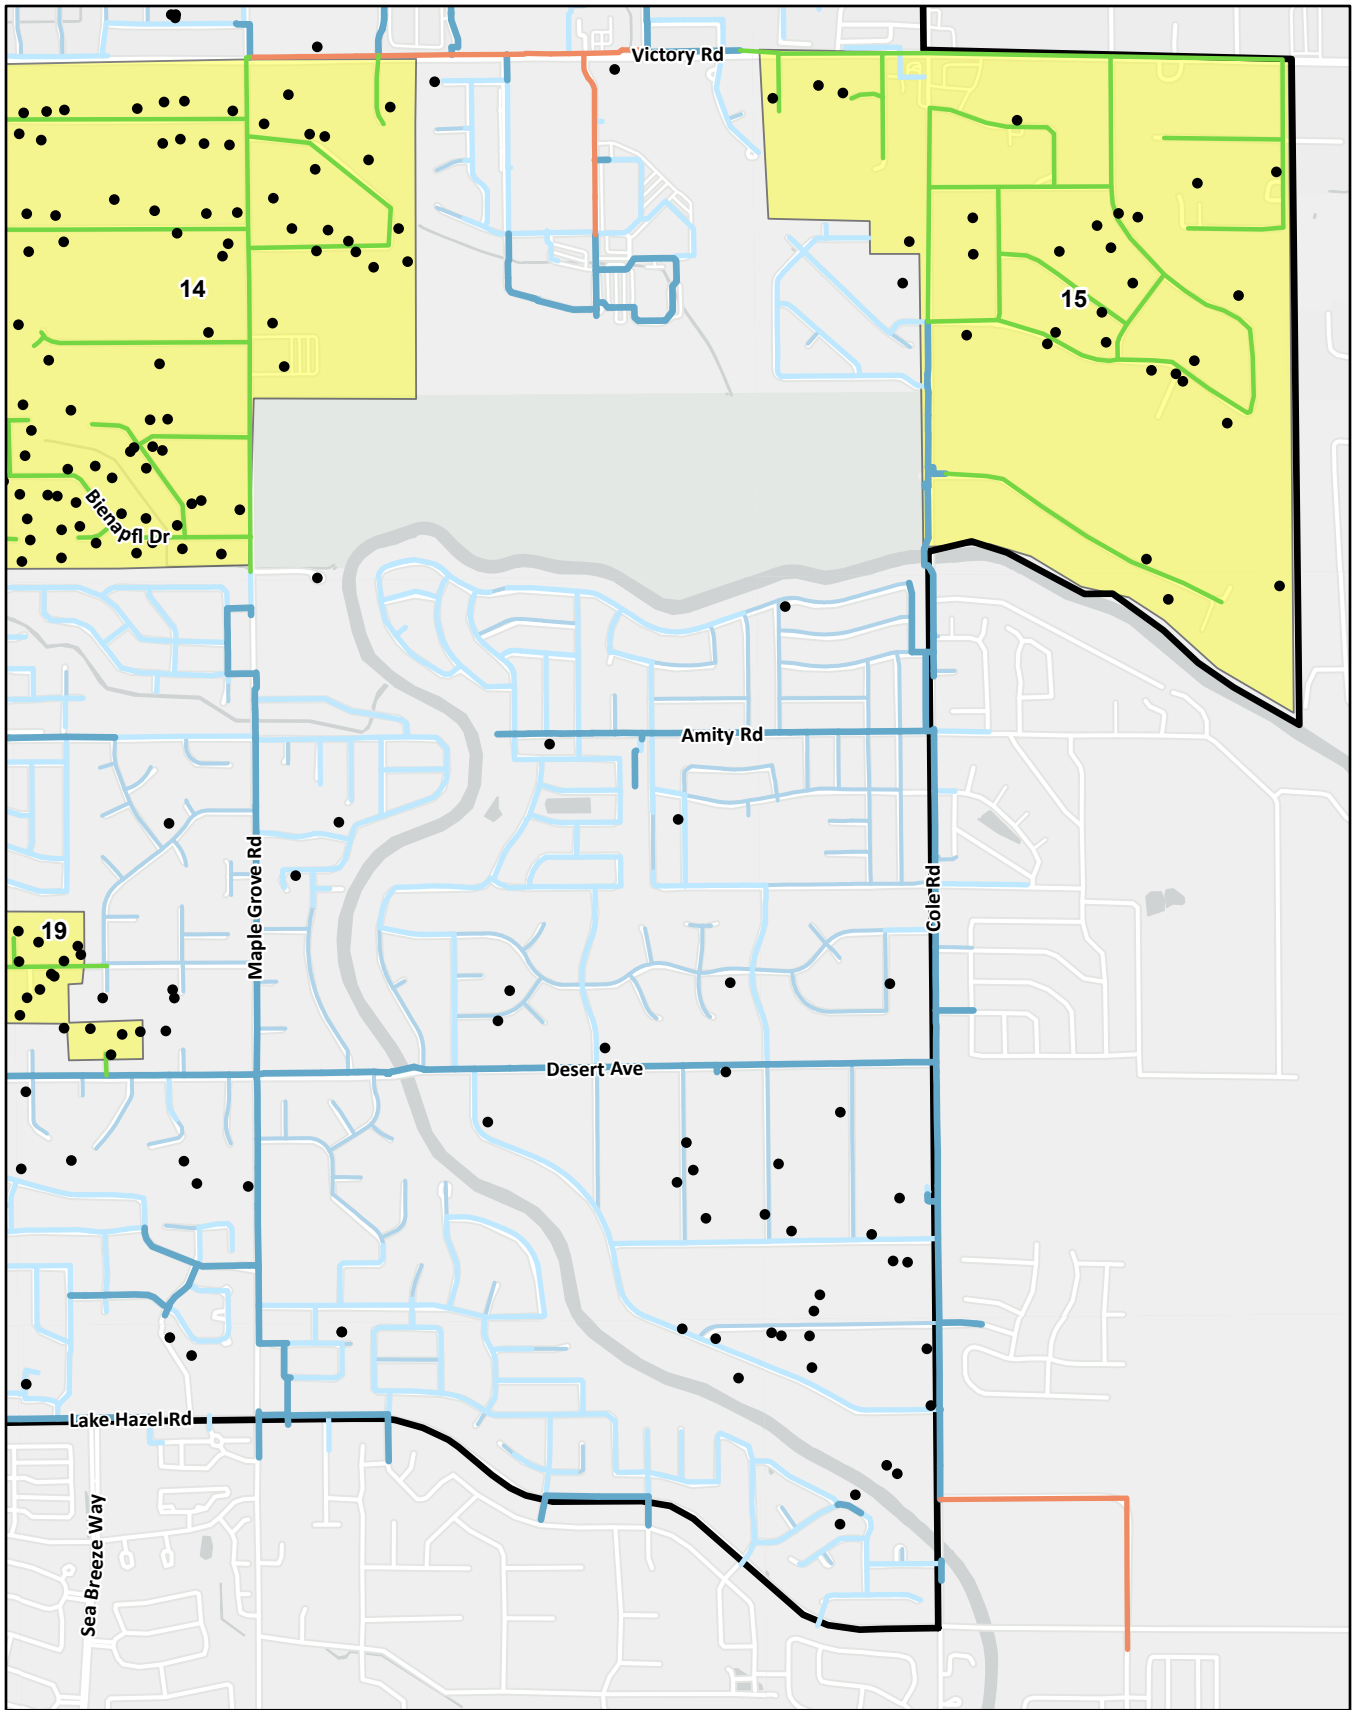 Victory Rd
14
15
Bienapfl Dr
Amity Rd
Maple Grove Rd
Cole Rd
19
Desert Ave
Lake Hazel Rd
Sea Breeze Way